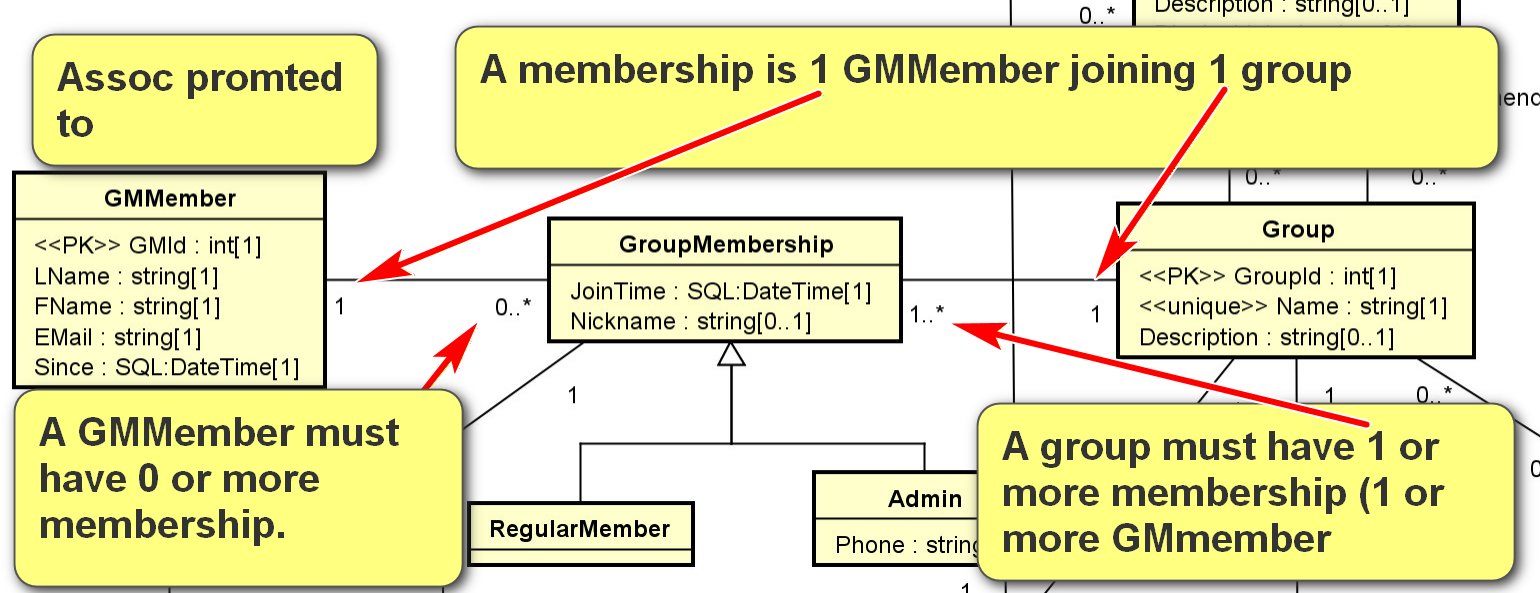 0..*
Description : string[0..1]
Assoc promted
to
A membership is 1 GMMember joining 1 group
0..*
0..*
GMMember
<<PK>> GMId : int[1]
LName : string[1]
FName : string[1]
EMail : string[1]
Since : SQL:DateTime[1]
1
0..*
GroupMembership
JoinTime : SQL:DateTime[1]
Nickname : string[0..1]
1..*
1
Group
<<PK>> GroupId : int[1]
<<unique>> Name : string[1]
Description : string[0..1]
1
1
0..*
A GMMember must
have 0 or more
membership.
RegularMember
Admin
Phone : string
A group must have 1 or
more membership (1 or
more GMmember
1